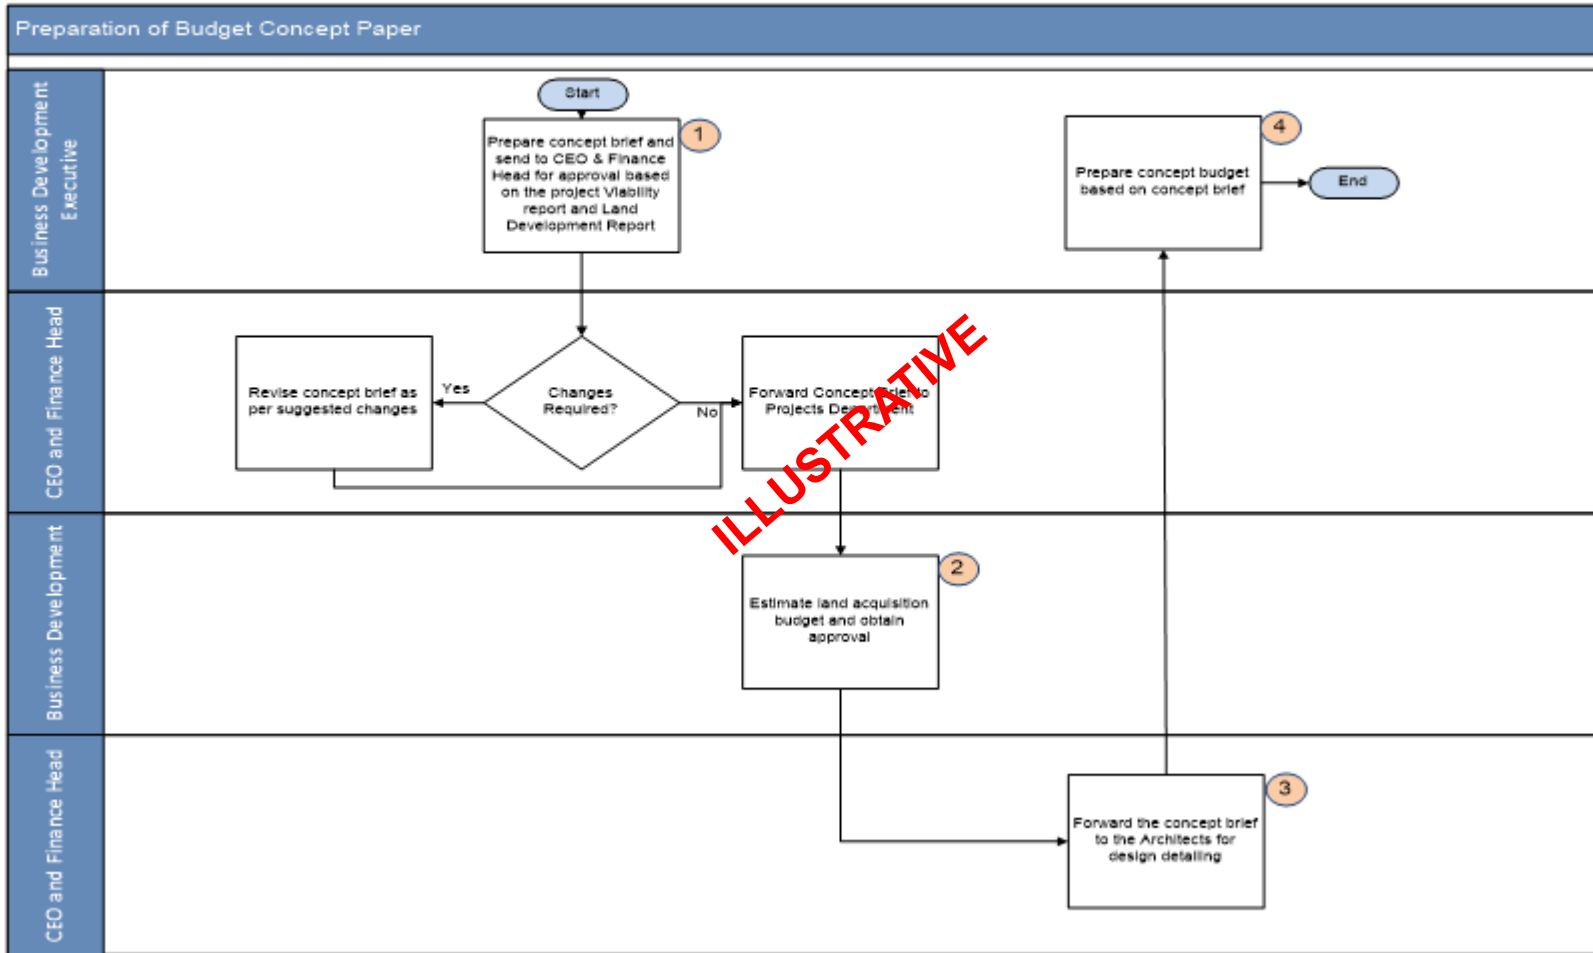 Preparation of Budget Concept Paper
Business Development
Executive
Start
1
Prepare concept brief and
send to CEO & Finance
Head for approval based
on the project Viability
report and Land
Development Report
4
Prepare concept budget
based on concept brief
End
CEO and Finance Head
Revise concept brief as
per suggested changes
Yes
Changes
Required?
No
Forward Concept Brief to
Projects Department
ILLUSTRATIVE
Business Development
2
Estimate land acquisition
budget and obtain
approval
CEO and Finance Head
3
Forward the concept brief
to the Architects for
design detailing